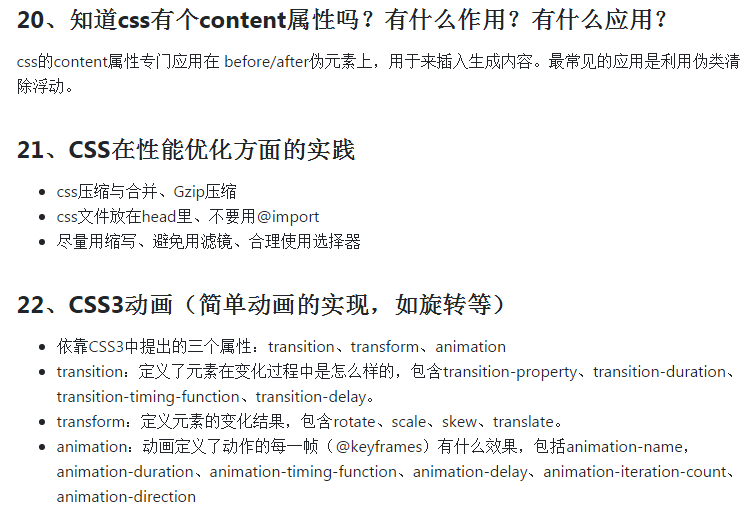 20、知道css有个content属性吗？有什么作用？有什么应用？
css的content属性专门应用在 before/after伪元素上，用于来插入生成内容。最常见的应用是利用伪类清
除浮动。
21、CSS在性能优化方面的实践
• css压缩与合并、Gzip压缩
• css文件放在head里、不要用@import
• 尽量用缩写、避免用滤镜、合理使用选择器
22、CSS3动画（简单动画的实现，如旋转等）
• 依靠CSS3中提出的三个属性：transition、transform、animation
• transition：定义了元素在变化过程中是怎么样的，包含transition-property、transition-duration、
transition-timing-function、transition-delay。
• transform：定义元素的变化结果，包含rotate、scale、skew、translate。
• animation：动画定义了动作的每一帧（@keyframes）有什么效果，包括animation-name，
animation-duration、animation-timing-function、animation-delay、animation-iteration-count、
animation-direction